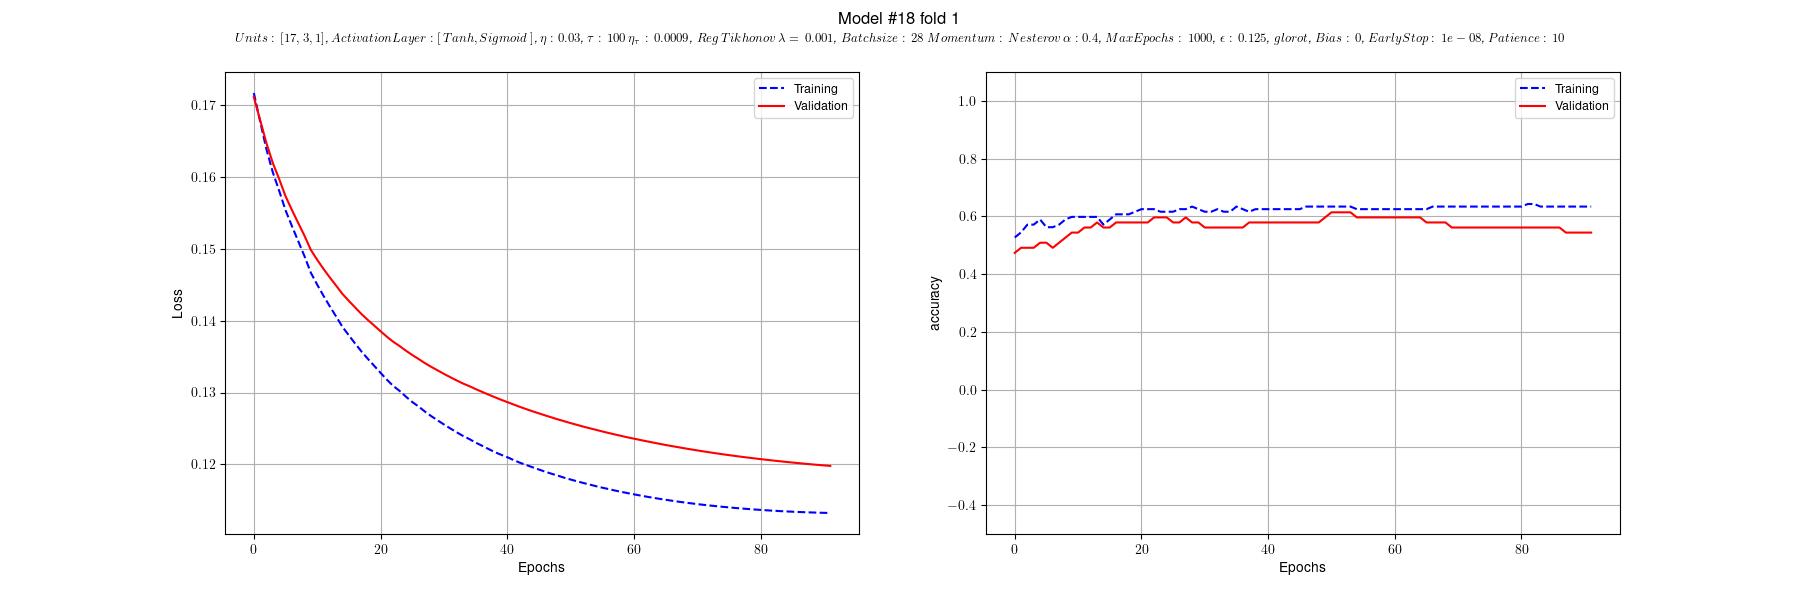 Model #18 fold 1
Units : [17, 3, 1], ActivationLayer : [ Tanh, Sigmoid ], η : 0.03, τ : 100 η_τ : 0.0009, Reg Tikhonov λ = 0.001, Batchsize : 28 Momentum : Nesterov α : 0.4, MaxEpochs : 1000, ϵ : 0.125, glorot, Bias : 0, EarlyStop : 1e − 08, Patience : 10
Training
Validation
0.17
0.16
0.15
0.14
0.13
0.12
Loss
0 20 40 60 80
Epochs
Training
Validation
1.0
0.8
0.6
0.4
0.2
0.0
−0.2
−0.4
accuracy
0 20 40 60 80
Epochs